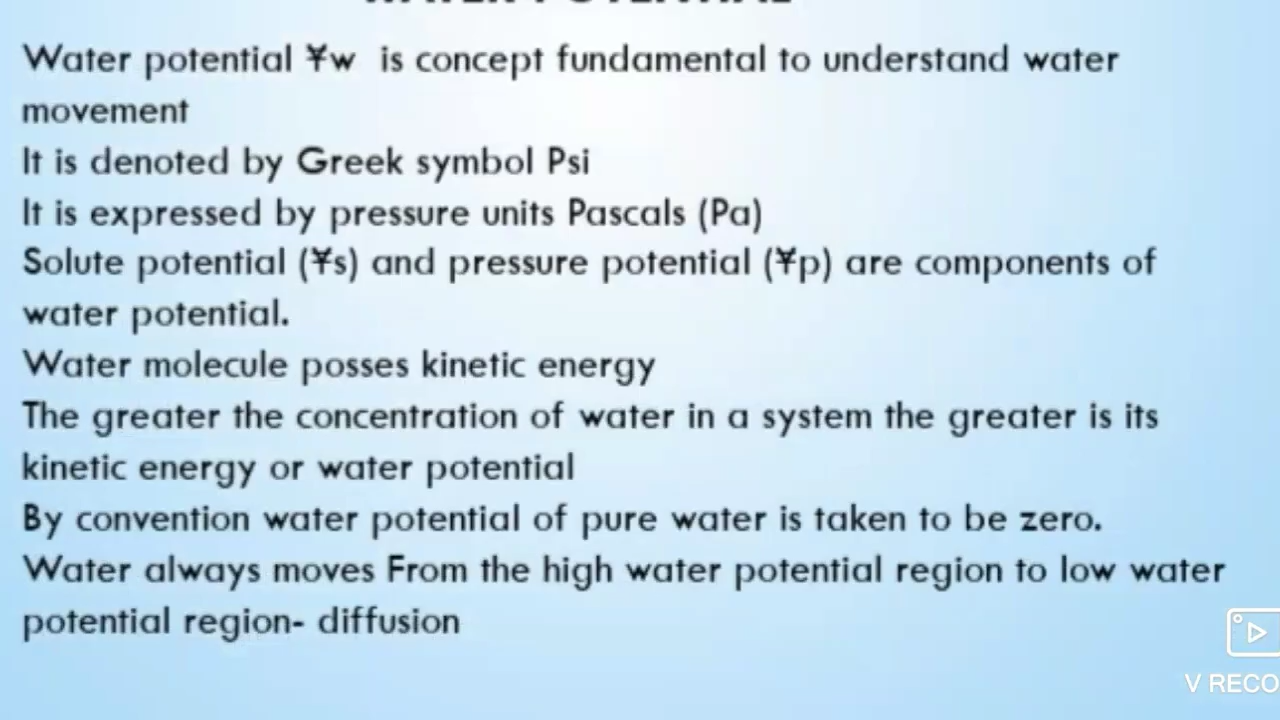 WATER POTENTIAL
Water potential ¥w is concept fundamental to understand water
movement
It is denoted by Greek symbol Psi
It is expressed by pressure units Pascals (Pa)
Solute potential (¥s) and pressure potential (¥p) are components of
water potential.
Water molecule posses kinetic energy
The greater the concentration of water in a system the greater is its
kinetic energy or water potential
By convention water potential of pure water is taken to be zero.
Water always moves From the high water potential region to low water
potential region- diffusion
V RECO